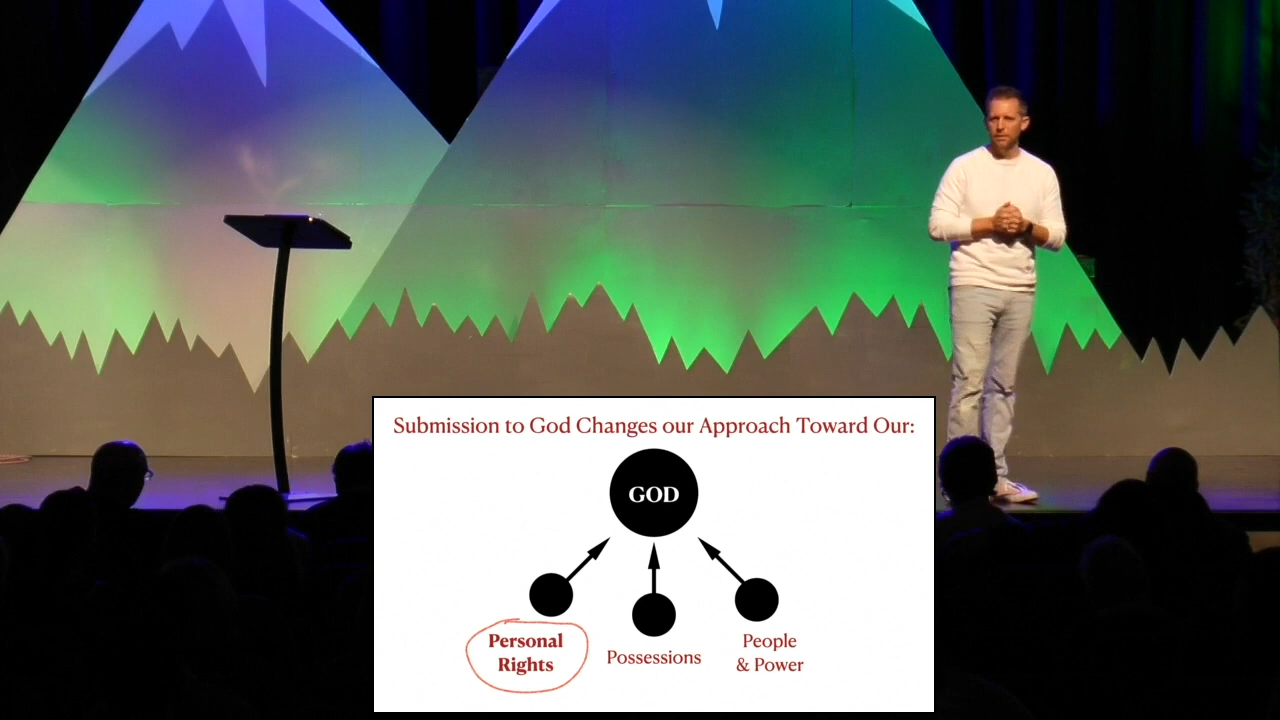 Submission to God Changes our Approach Toward Our:
GOD
Personal
Rights
Possessions
People
& Power